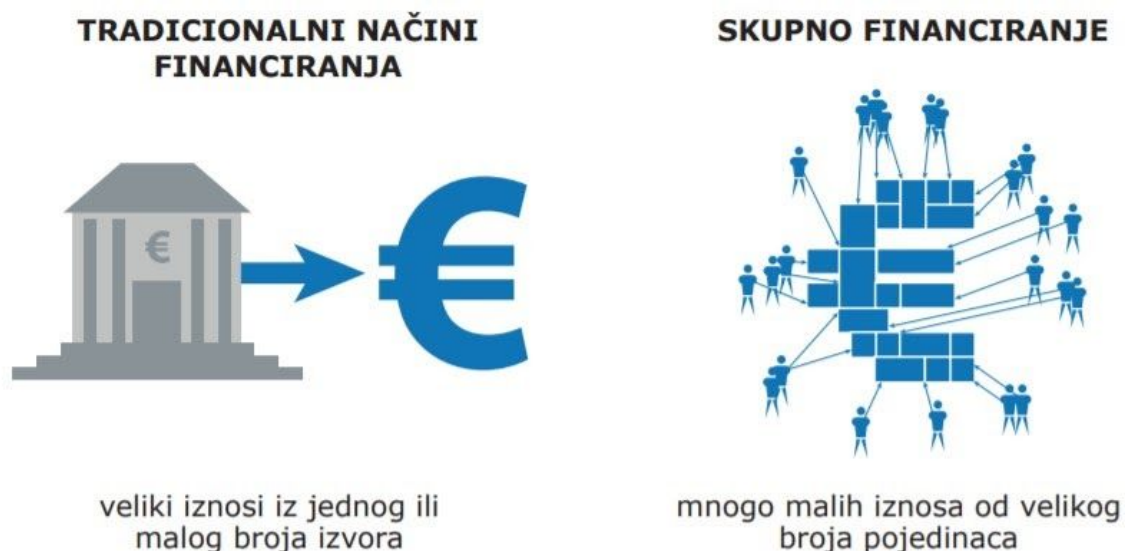 TRADICIONALNI NAČINI
FINANCIRANJA
€
€
veliki iznosi iz jednog ili
malog broja izvora
SKUPNO FINANCIRANJE
mnogo malih iznosa od velikog
broja pojedinaca